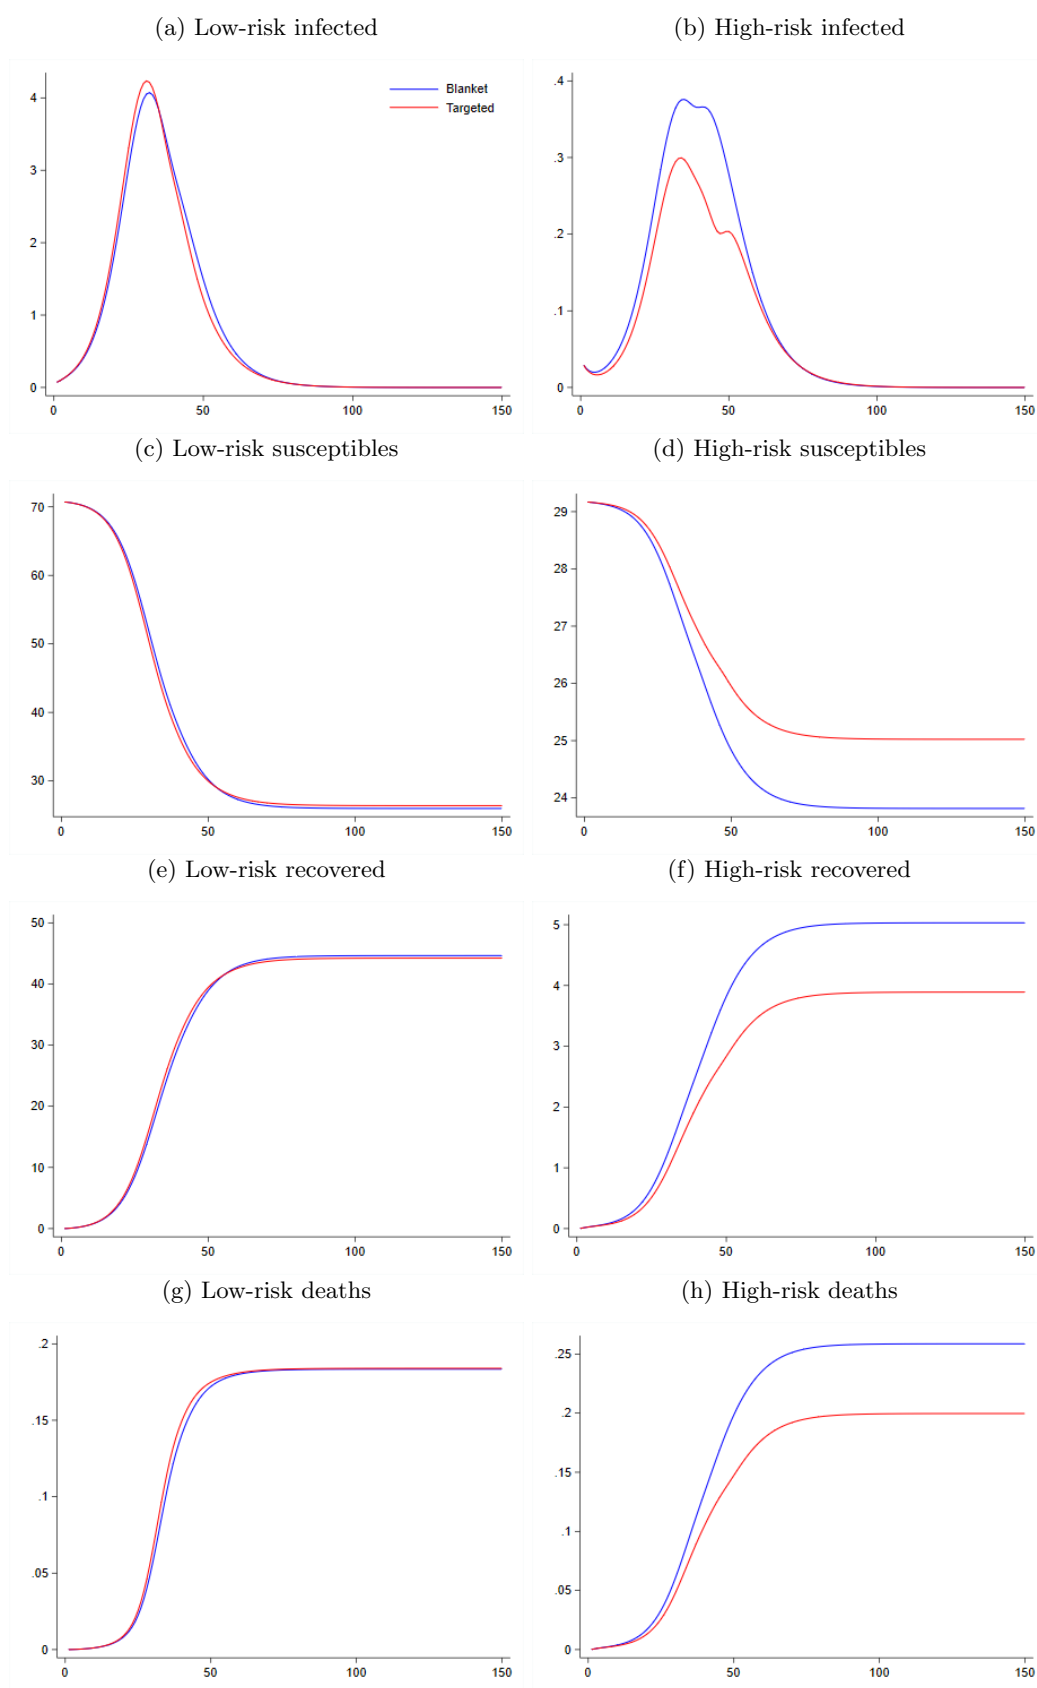 (a) Low-risk infected
4
3
2
1
0
0 50 100 150
Blanket
Targeted
(b) High-risk infected
.4
.3
.2
.1
0
0 50 100 150
(c) Low-risk susceptibles
70
60
50
40
30
0 50 100 150
(d) High-risk susceptibles
29
28
27
26
25
24
0 50 100 150
(e) Low-risk recovered
50
40
30
20
10
0
0 50 100 150
(f) High-risk recovered
5
4
3
2
1
0
0 50 100 150
(g) Low-risk deaths
.2
.15
.1
.05
0
0 50 100 150
(h) High-risk deaths
.25
.2
.15
.1
.05
0
0 50 100 150